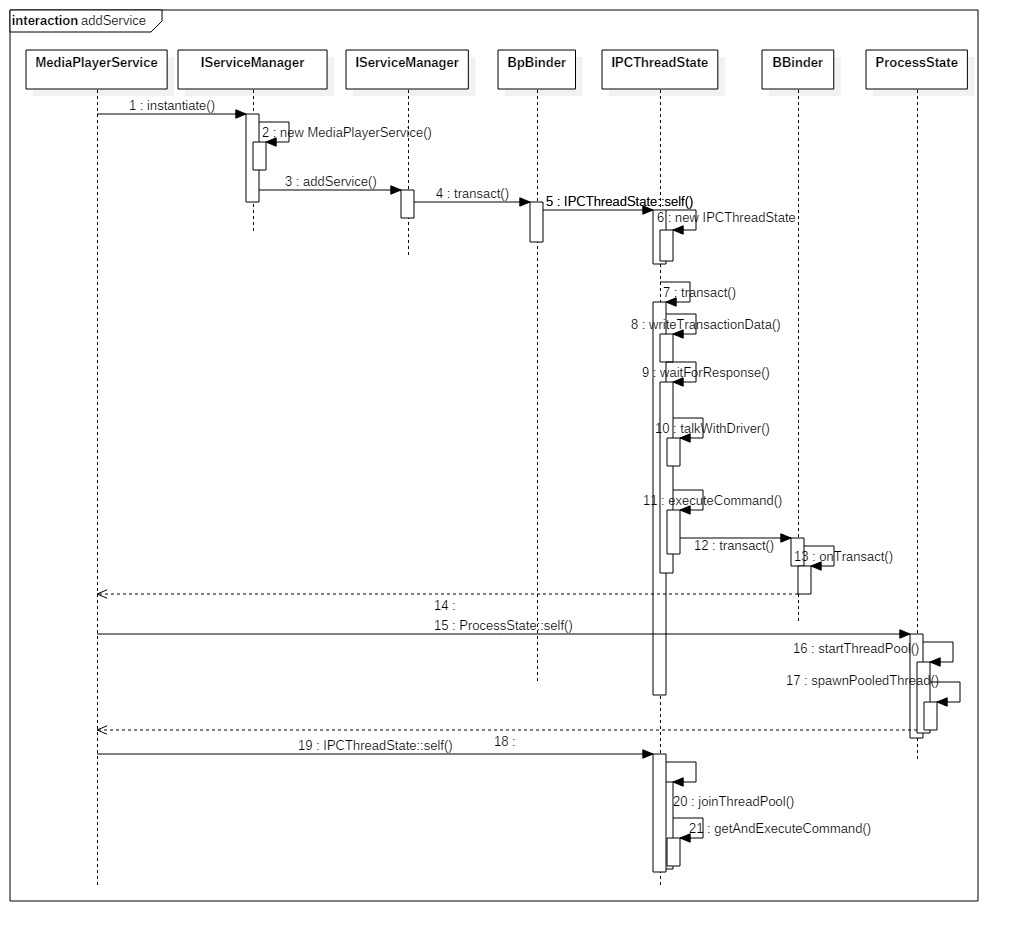 interaction addService
MediaPlayerService
IServiceManager
IServiceManager
BpBinder
IPCThreadState
BBinder
ProcessState
1 : instantiate()
2 : new MediaPlayerService()
3 : addService()
4 : transact()
5 : IPCThreadState::self()
6 : new IPCThreadState
7 : transact()
8 : writeTransactionData()
9 : waitForResponse()
10 : talkWithDriver()
11 : executeCommand()
12 : transact()
13 : onTransact()
14 :
15 : ProcessState::self()
16 : startThreadPool()
17 : spawnPooledThread()
18 :
19 : IPCThreadState::self()
20 : joinThreadPool()
21 : getAndExecuteCommand()